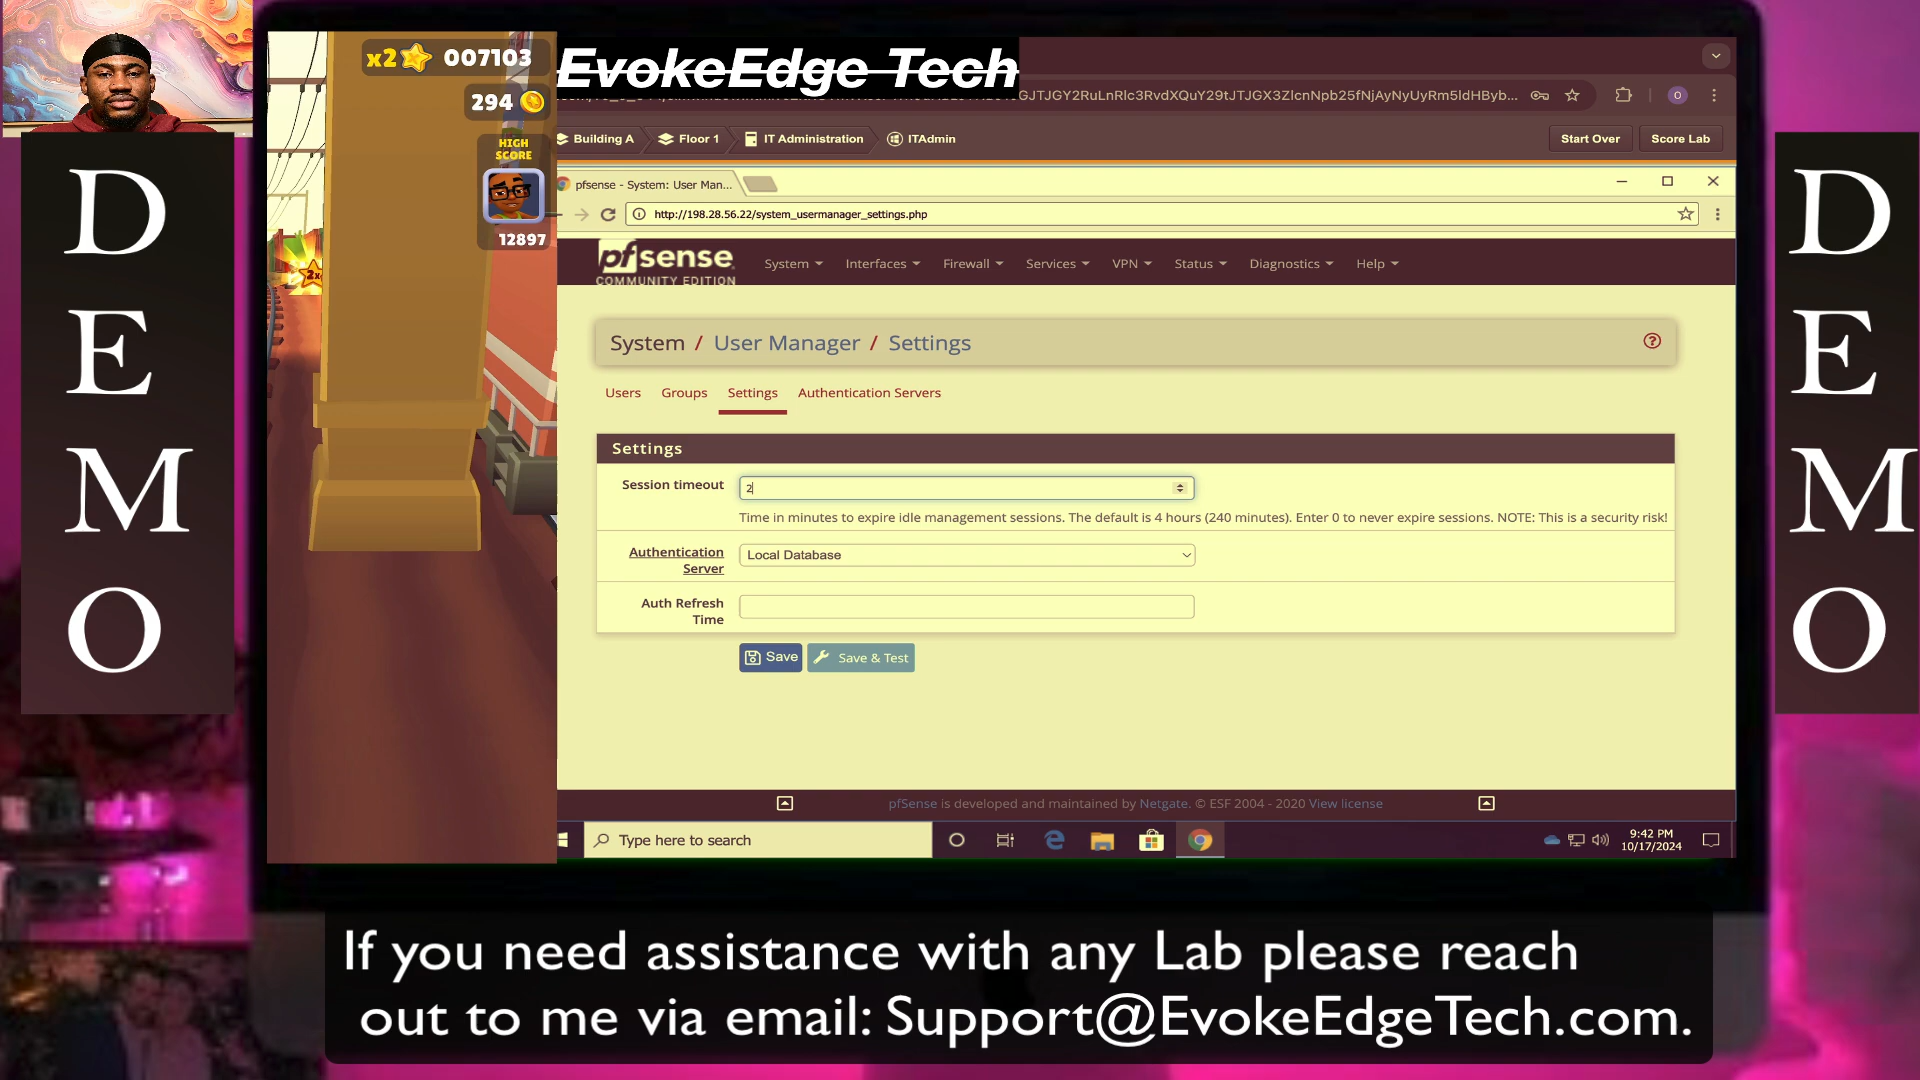 D
E
M
O
x2 007103
294
HIGH
SCORE
12897
EvokeEdge Tech
GJTJGY2RuLnRlc3RvdXQuY29tJTJGX3ZlcnNpb25fNjAyNyUyRm5ldHByb...
O
Building A
Floor 1
IT Administration
ITAdmin
Start Over
Score Lab
pfsense - System: User Man...
http://198.28.56.22/system_usermanager_settings.php
pfsense
COMMUNITY EDITION
System
Interfaces
Firewall
Services
VPN
Status
Diagnostics
Help
System / User Manager / Settings
Users
Groups
Settings
Authentication Servers
Settings
Session timeout
2
Time in minutes to expire idle management sessions. The default is 4 hours (240 minutes). Enter 0 to never expire sessions. NOTE: This is a security risk!
Authentication
Server
Local Database
Auth Refresh
Time
Save
Save & Test
pfSense is developed and maintained by Netgate. © ESF 2004 - 2020 View license
Type here to search
9:42 PM
10/17/2024
D
E
M
O
If you need assistance with any Lab please reach
out to me via email: Support@EvokeEdgeTech.com.